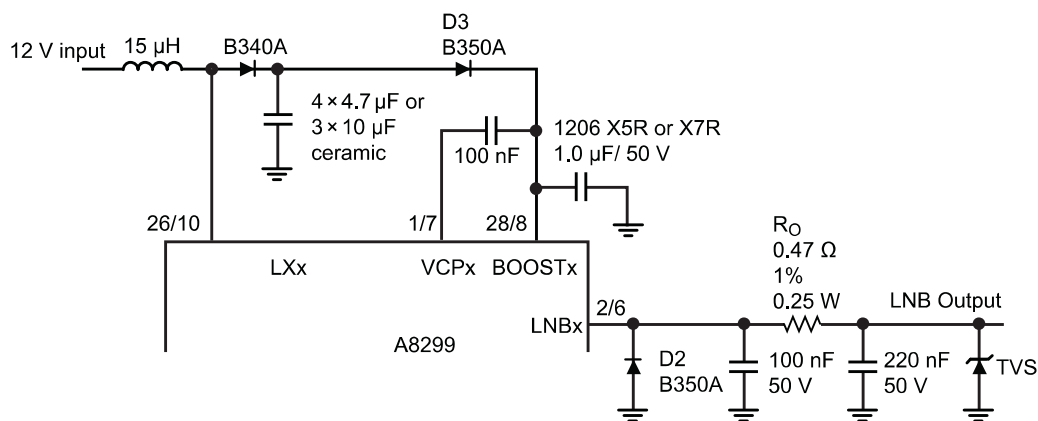 D3
B350A
12 V input
15 µH
B340A
4 × 4.7 µF or
3 × 10 µF
ceramic
100 nF
1206 X5R or X7R
1.0 µF/ 50 V
26/10
1/7
28/8
LXx
VCPx
BOOSTx
R_O
0.47 Ω
1%
0.25 W
LNB Output
2/6
LNBx
A8299
D2
B350A
100 nF
50 V
220 nF
50 V
TVS